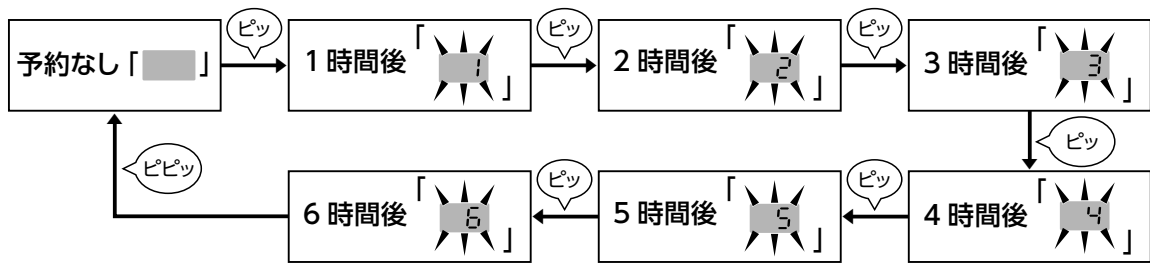 予約なし「 」
ピッ
1時間後「1」
ピッ
2時間後「2」
ピッ
3時間後「3」
ピッ
4時間後「4」
ピッ
5時間後「5」
ピッ
6時間後「6」
ピピッ